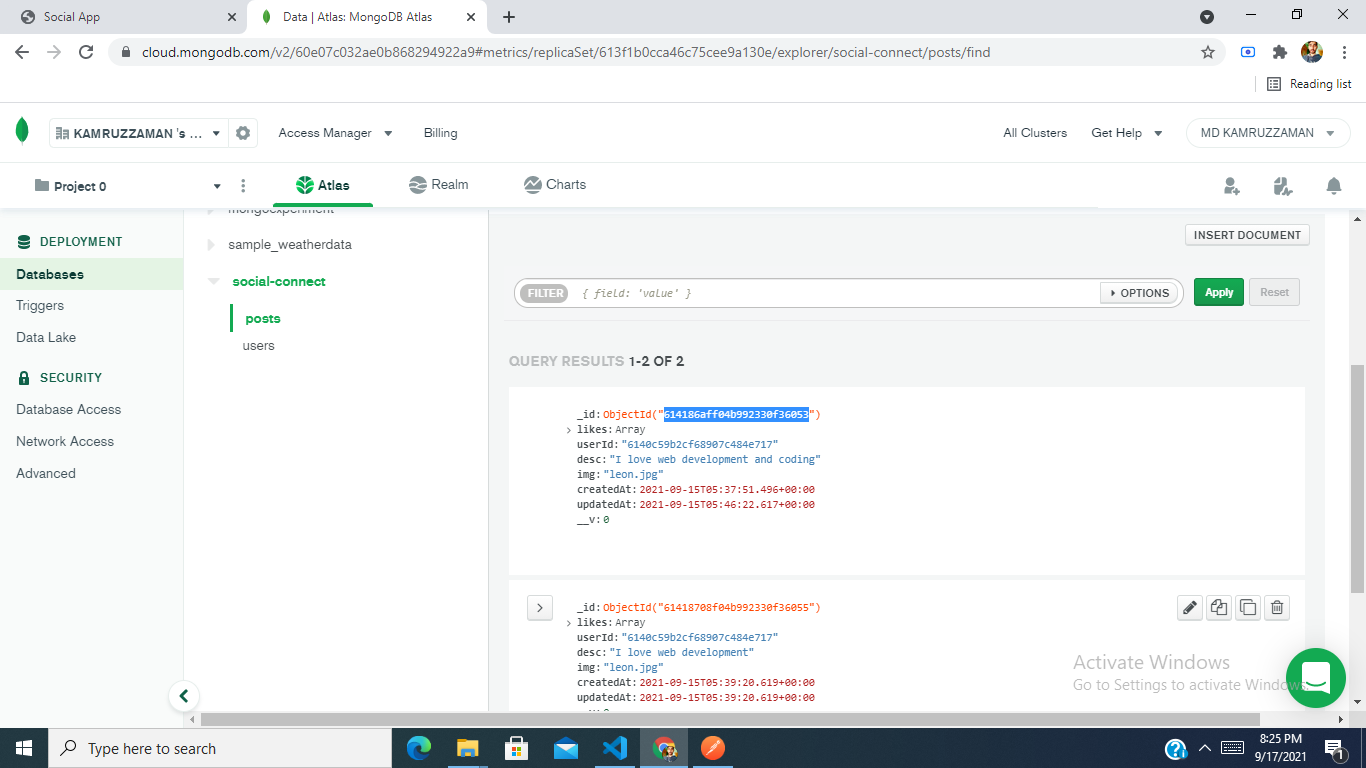 Social App
Data | Atlas: MongoDB Atlas
cloud.mongodb.com/v2/60e07c032ae0b868294922a9#metrics/replicaSet/613f1b0cca46c75cee9a130e/explorer/social-connect/posts/find
Reading list
KAMRUZZAMAN 's ...
Access Manager
Billing
All Clusters
Get Help
MD KAMRUZZAMAN
Project 0
Atlas
Realm
Charts
mongoexperiment
DEPLOYMENT
sample_weatherdata
INSERT DOCUMENT
Databases
social-connect
FILTER { field: 'value' }
OPTIONS
Apply
Reset
Triggers
posts
Data Lake
users
QUERY RESULTS 1-2 OF 2
SECURITY
Database Access
Network Access
Advanced
_id: ObjectId("614186aff04b992330f36053")
likes: Array
userId: "6140c59b2cf68907c484e717"
desc: "I love web development and coding"
img: "leon.jpg"
createdAt: 2021-09-15T05:37:51.496+00:00
updatedAt: 2021-09-15T05:46:22.617+00:00
__v: 0
_id: ObjectId("61418708f04b992330f36055")
likes: Array
userId: "6140c59b2cf68907c484e717"
desc: "I love web development"
img: "leon.jpg"
createdAt: 2021-09-15T05:39:20.619+00:00
updatedAt: 2021-09-15T05:39:20.619+00:00
Activate Windows
Go to Settings to activate Windows.
Type here to search
8:25 PM
9/17/2021
1